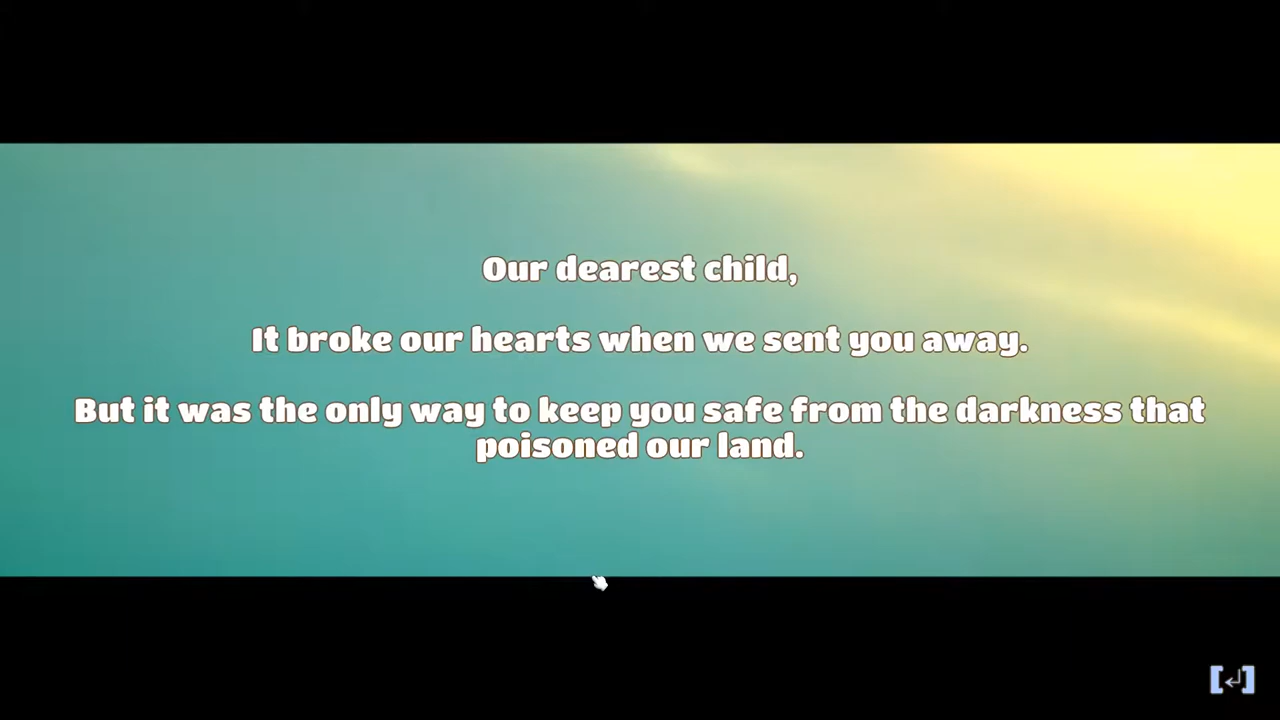 Our dearest child,
It broke our hearts when we sent you away.
But it was the only way to keep you safe from the darkness that
poisoned our land.
[↵]